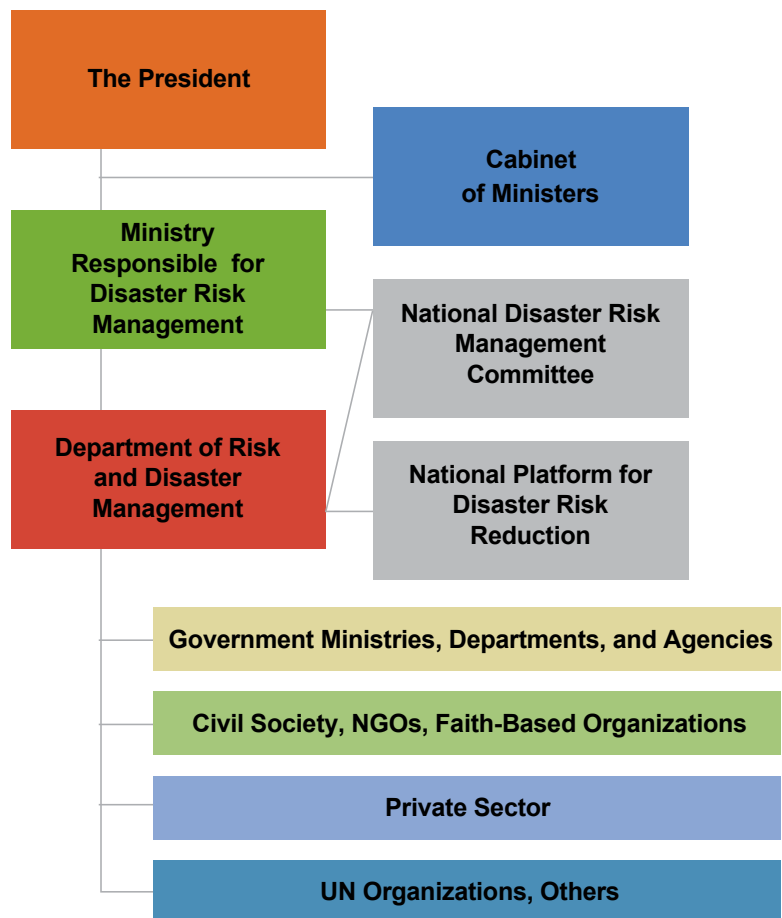 The President
Cabinet
of Ministers
Ministry
Responsible for
Disaster Risk
Management
National Disaster Risk
Management
Committee
Department of Risk
and Disaster
Management
National Platform for
Disaster Risk
Reduction
Government Ministries, Departments, and Agencies
Civil Society, NGOs, Faith-Based Organizations
Private Sector
UN Organizations, Others